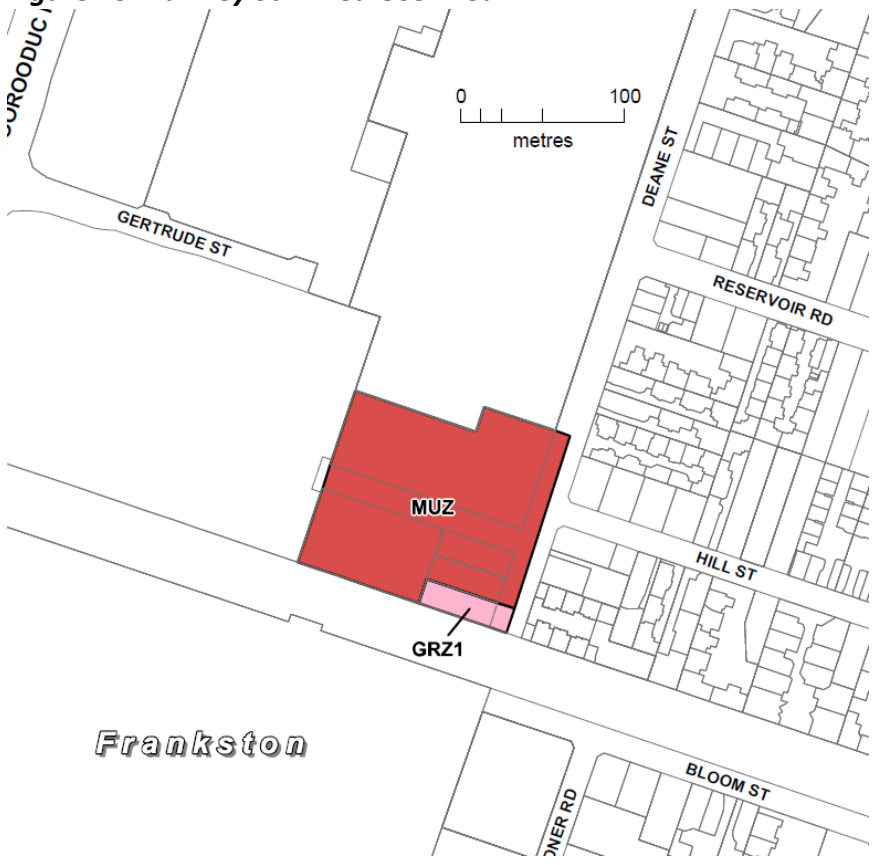 0 100
metres
DEANE ST
GERTRUDE ST
RESERVOIR RD
MUZ
HILL ST
GRZ1
Frankston
BLOOM ST